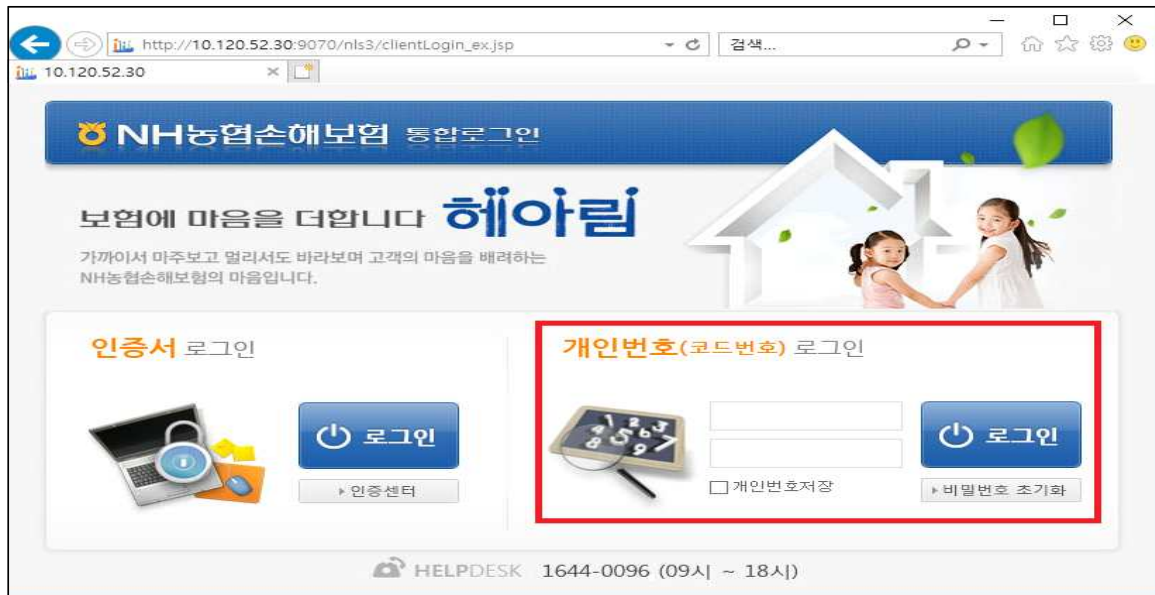 http://10.120.52.30:9070/nls3/clientLogin_ex.jsp
검색...
10.120.52.30
NH농협손해보험 통합로그인
보험에 마음을 더합니다 헤아림
가까이서 마주보고 멀리서도 바라보며 고객의 마음을 배려하는
NH농협손해보험의 마음입니다.
인증서 로그인
개인번호(코드번호) 로그인
로그인
인증센터
로그인
개인번호저장
비밀번호 초기화
HELPDESK 1644-0096 (09시 ~ 18시)